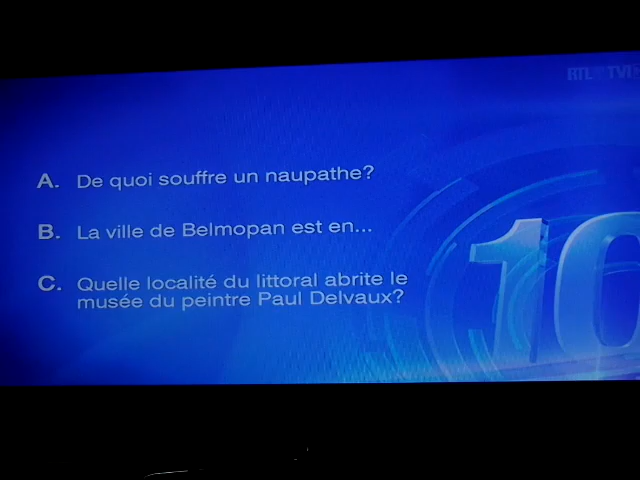 RTL TVI
A. De quoi souffre un naupathe?
B. La ville de Belmopan est en...
C. Quelle localité du littoral abrite le
musée du peintre Paul Delvaux?
10